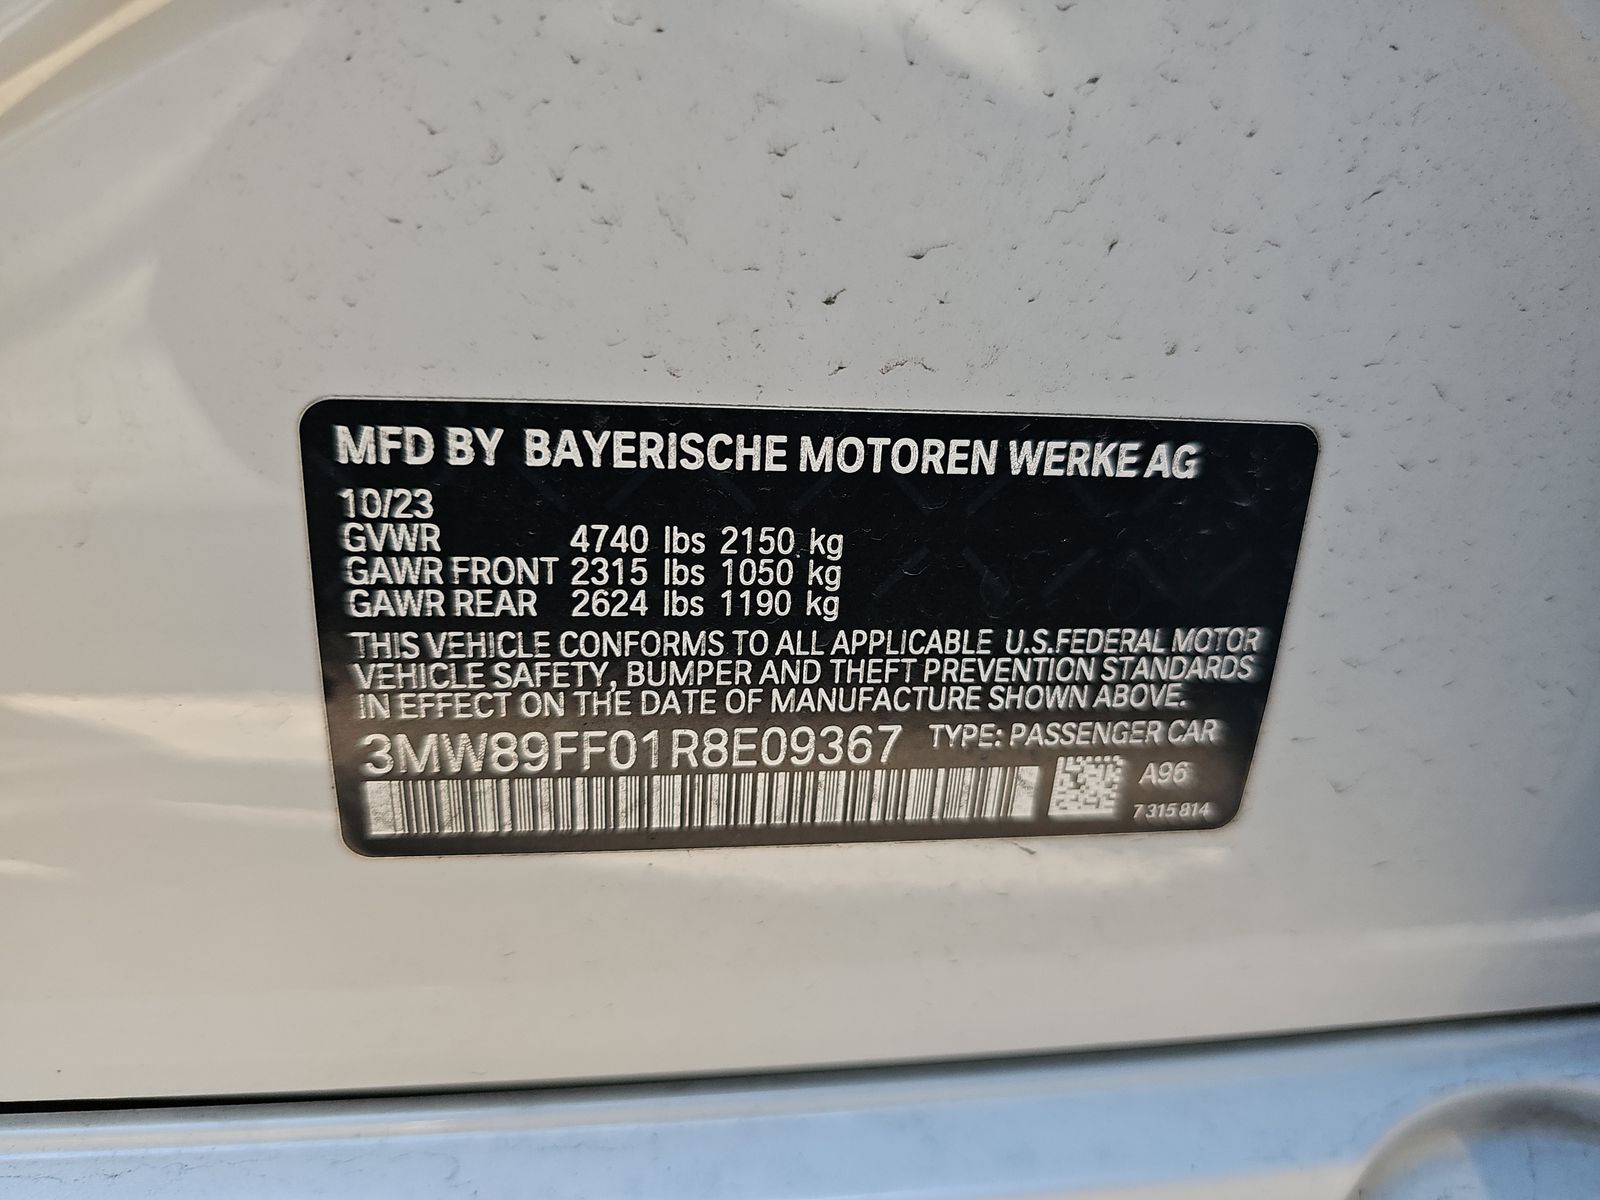 MFD BY BAYERISCHE MOTOREN WERKE AG
10/23
GVWR 4740 lbs 2150 kg
GAWR FRONT 2315 lbs 1050 kg
GAWR REAR 2624 lbs 1190 kg
THIS VEHICLE CONFORMS TO ALL APPLICABLE U.S.FEDERAL MOTOR
VEHICLE SAFETY, BUMPER AND THEFT PREVENTION STANDARDS
IN EFFECT ON THE DATE OF MANUFACTURE SHOWN ABOVE.
3MW89FF01R8E09367 TYPE: PASSENGER CAR
A96
7 315 814